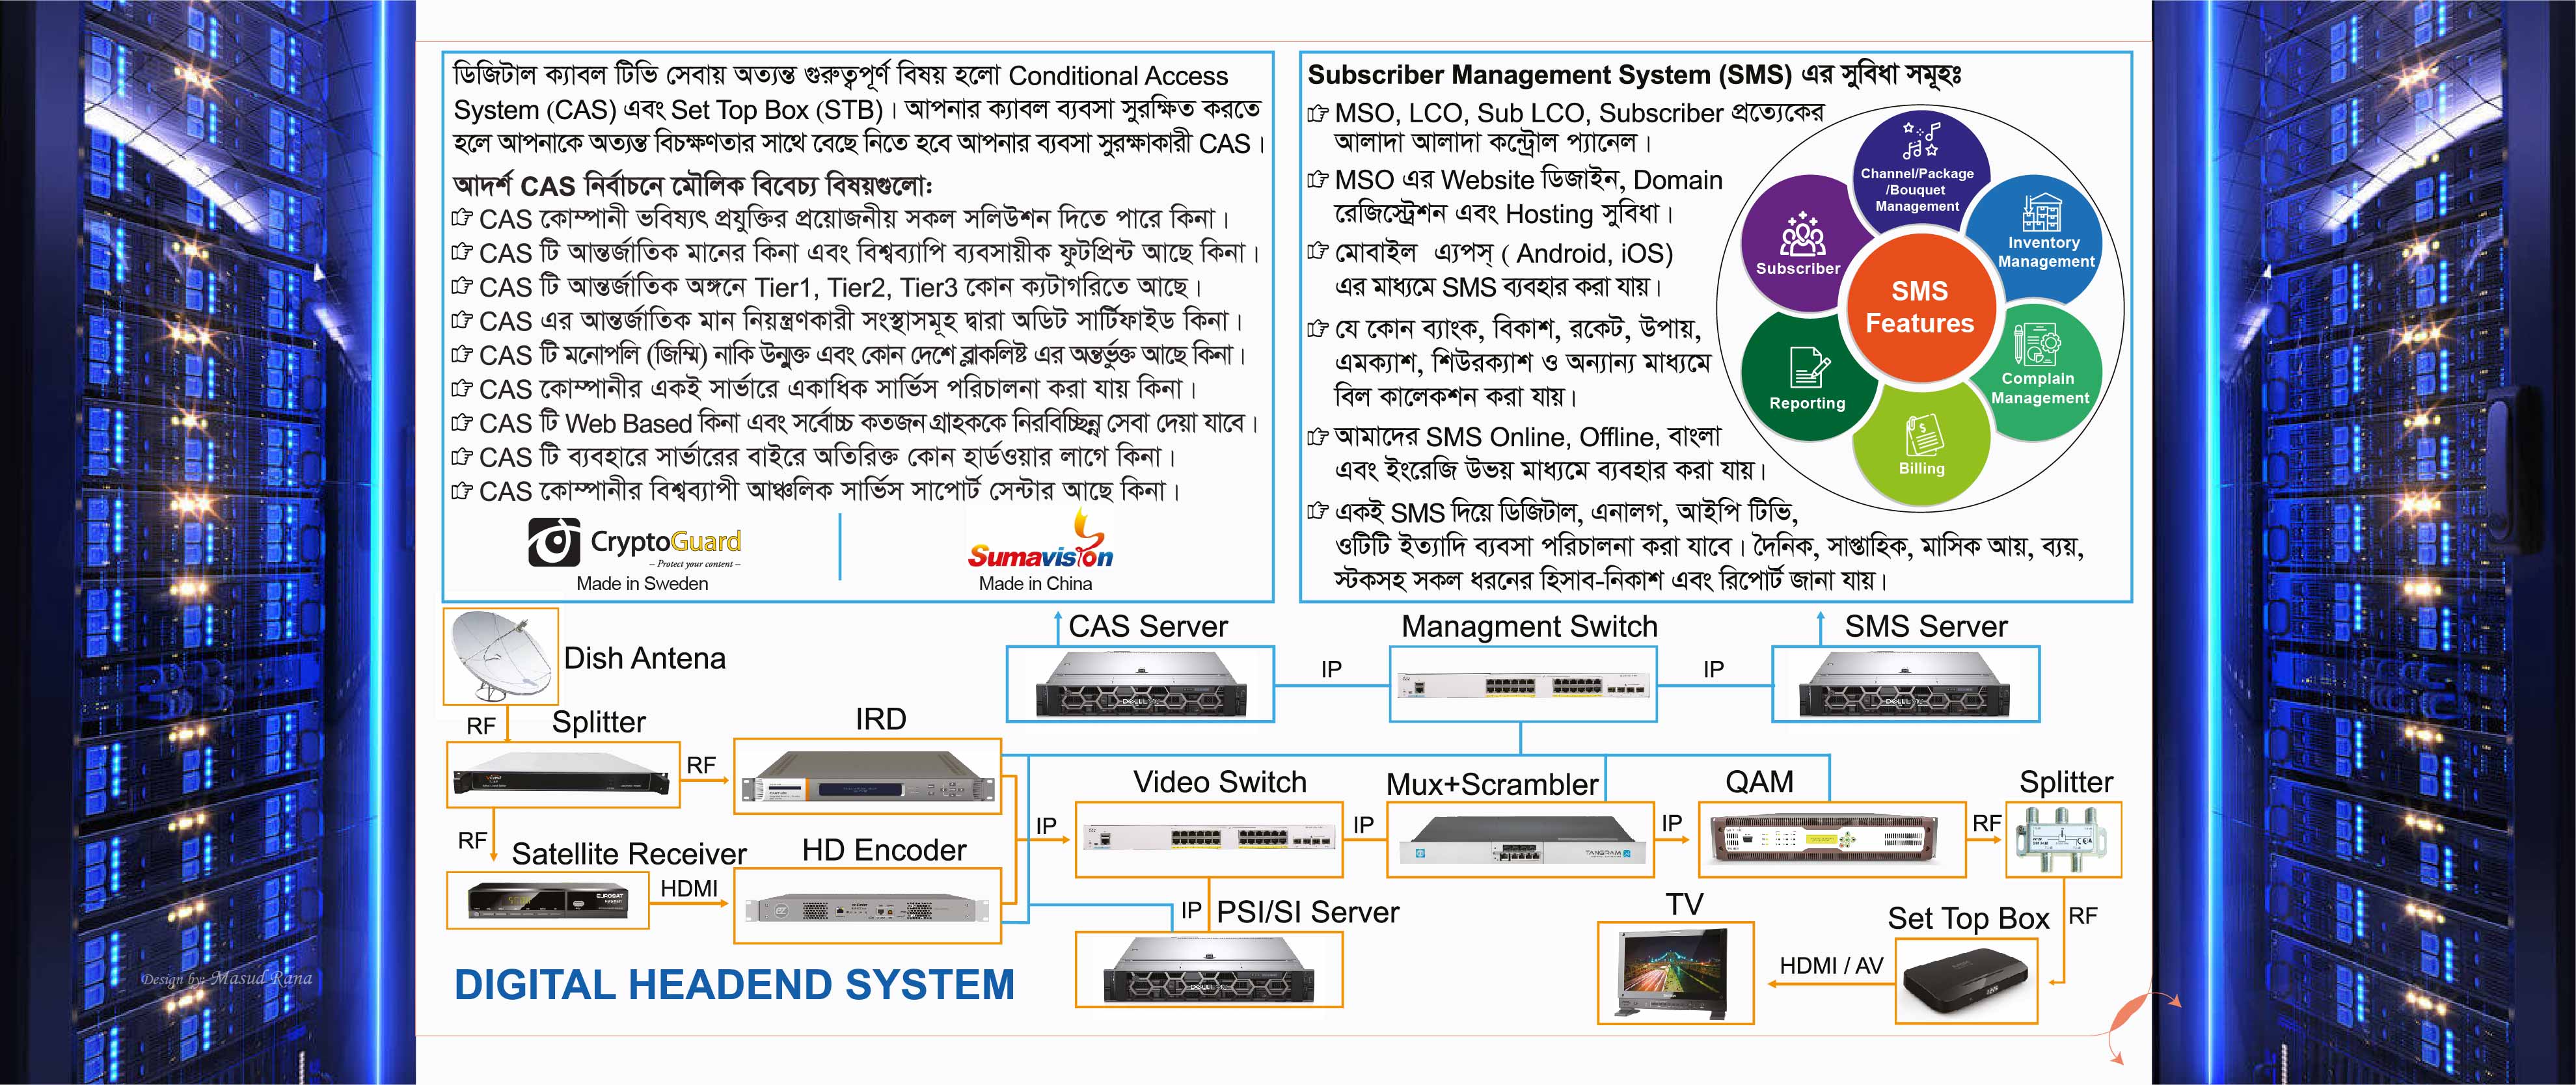 ডিজিটাল ক্যাবল টিভি সেবায় অত্যন্ত গুরুত্বপূর্ণ বিষয় হলো Conditional Access
System (CAS) এবং Set Top Box (STB)। আপনার ক্যাবল ব্যবসা সুরক্ষিত করতে
হলে আপনাকে অত্যন্ত বিচক্ষণতার সাথে বেছে নিতে হবে আপনার ব্যবসা সুরক্ষাকারী CAS।
আদর্শ CAS নির্বাচনে মৌলিক বিবেচ্য বিষয়গুলো:
CAS কোম্পানী ভবিষ্যৎ প্রযুক্তির প্রয়োজনীয় সকল সলিউশন দিতে পারে কিনা।
CAS টি আন্তর্জাতিক মানের কিনা এবং বিশ্বব্যাপি ব্যবসায়ীক ফুটপ্রিন্ট আছে কিনা।
CAS টি আন্তর্জাতিক অঙ্গনে Tier1, Tier2, Tier3 কোন ক্যটাগরিতে আছে।
CAS এর আন্তর্জাতিক মান নিয়ন্ত্রণকারী সংস্থাসমূহ দ্বারা অডিট সার্টিফাইড কিনা।
CAS টি মনোপলি (জিম্মি) নাকি উন্মুক্ত এবং কোন দেশে ব্লাকলিষ্ট এর অন্তর্ভুক্ত আছে কিনা।
CAS কোম্পানীর একই সার্ভারে একাধিক সার্ভিস পরিচালনা করা যায় কিনা।
CAS টি Web Based কিনা এবং সর্বোচ্চ কতজন গ্রাহককে নিরবিচ্ছিন্ন সেবা দেয়া যাবে।
CAS টি ব্যবহারে সার্ভারের বাইরে অতিরিক্ত কোন হার্ডওয়ার লাগে কিনা।
CAS কোম্পানীর বিশ্বব্যাপী আঞ্চলিক সার্ভিস সাপোর্ট সেন্টার আছে কিনা।
CryptoGuard
– Protect your content –
Made in Sweden
Sumavision
Made in China
Subscriber Management System (SMS) এর সুবিধা সমূহঃ
MSO, LCO, Sub LCO, Subscriber প্রত্যেকের
আলাদা আলাদা কন্ট্রোল প্যানেল।
MSO এর Website ডিজাইন, Domain
রেজিস্ট্রেশন এবং Hosting সুবিধা।
মোবাইল এ্যপস্ ( Android, iOS)
এর মাধ্যমে SMS ব্যবহার করা যায়।
যে কোন ব্যাংক, বিকাশ, রকেট, উপায়,
এমক্যাশ, শিউরক্যাশ ও অন্যান্য মাধ্যমে
বিল কালেকশন করা যায়।
আমাদের SMS Online, Offline, বাংলা
এবং ইংরেজি উভয় মাধ্যমে ব্যবহার করা যায়।
একই SMS দিয়ে ডিজিটাল, এনালগ, আইপি টিভি,
ওটিটি ইত্যাদি ব্যবসা পরিচালনা করা যাবে। দৈনিক, সাপ্তাহিক, মাসিক আয়, ব্যয়,
স্টকসহ সকল ধরনের হিসাব-নিকাশ এবং রিপোর্ট জানা যায়।
Channel/Package
/Bouquet
Management
Inventory
Management
Complain
Management
Billing
Reporting
Subscriber
SMS
Features
Dish Antena
CAS Server
Managment Switch
SMS Server
IP
IP
RF
Splitter
IRD
RF
Video Switch
Mux+Scrambler
QAM
Splitter
RF
Satellite Receiver
HD Encoder
IP
IP
IP
RF
TANGRAM
HDMI
EUROSAT
IP
PSI/SI Server
TV
Set Top Box
RF
HDMI / AV
DIGITAL HEADEND SYSTEM
Design by: Masud Rana